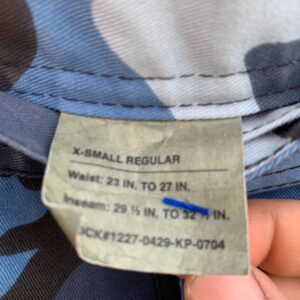 X-SMALL REGULAR
Waist: 23 IN. TO 27 IN.
Inseam: 29 ½ IN. TO 32 ½ IN.
OCK#1227-0429-KP-0704